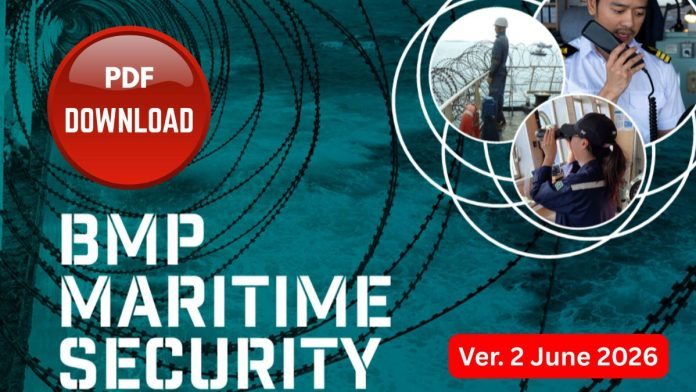 PDF
DOWNLOAD
BMP
MARITIME
SECURITY
Ver. 2 June 2026